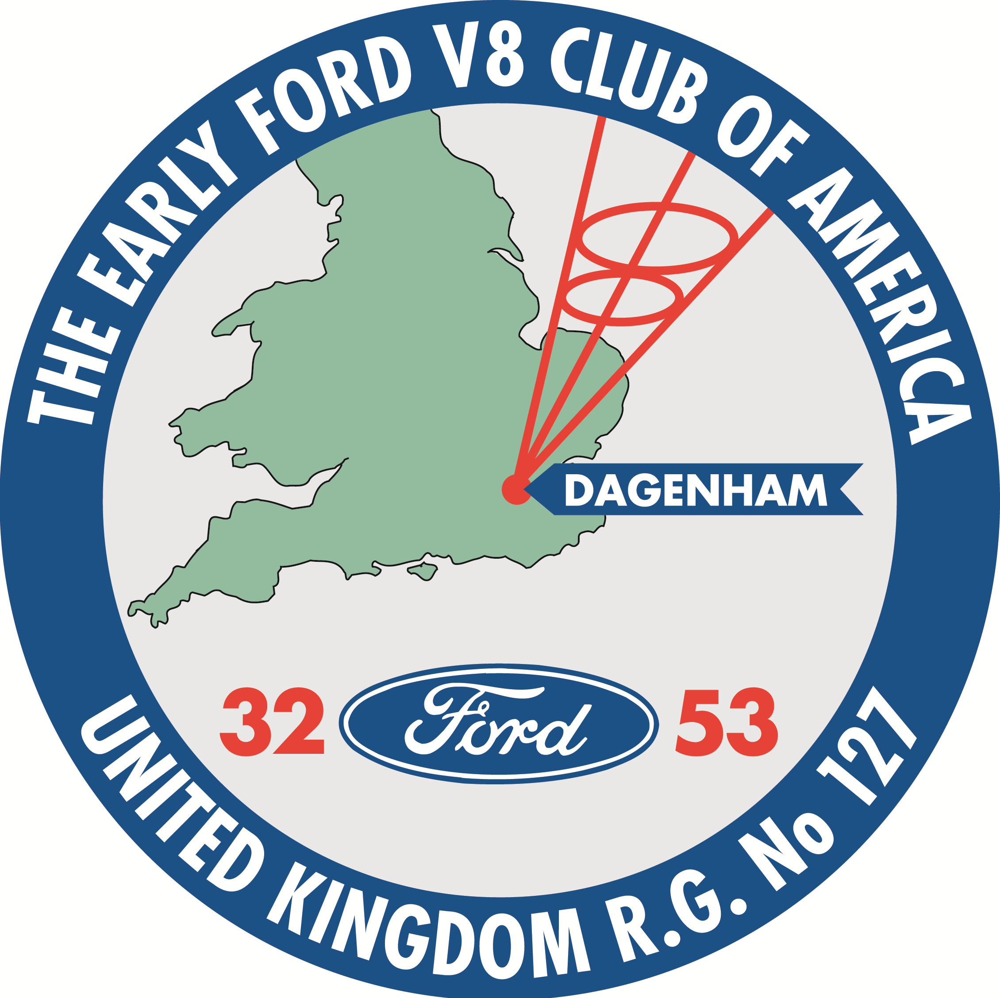 THE EARLY FORD V8 CLUB OF AMERICA
DAGENHAM
32 Ford 53
UNITED KINGDOM R.G. No 127